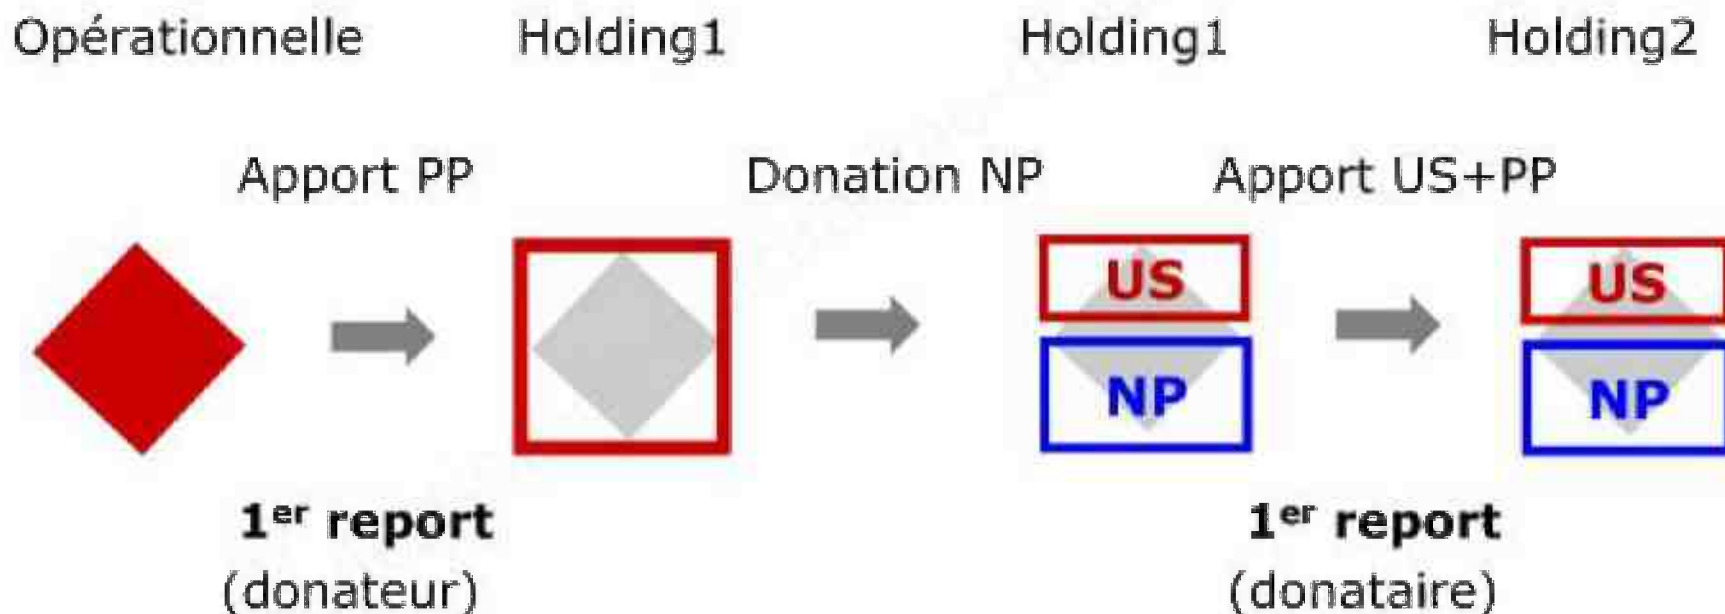 Opérationnelle Holding1 Holding1 Holding2
Apport PP Donation NP Apport US+PP
US US
NP NP
1er report 1er report
(donateur) (donataire)